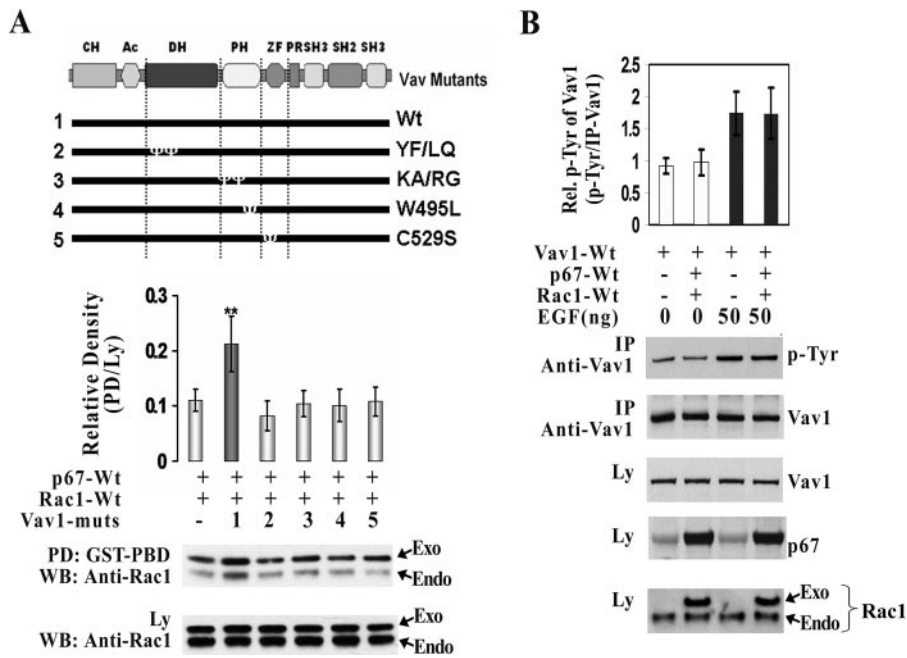 A
CH Ac DH PH ZF PRSH3 SH2 SH3
Vav Mutants
1 Wt
2 YF/LQ
3 KA/RG
4 W495L
5 C529S
Relative Density
(PD/Ly)
0.3
0.2
0.1
0
**
p67-Wt + + + + + +
Rac1-Wt + + + + + +
Vav1-muts - 1 2 3 4 5
PD: GST-PBD
WB: Anti-Rac1
Exo
Endo
Ly
WB: Anti-Rac1
Exo
Endo
B
Rel. p-Tyr of Vav1
(p-Tyr/IP-Vav1)
2.5
2
1.5
1
0.5
0
Vav1-Wt + + + +
p67-Wt - + - +
Rac1-Wt - + - +
EGF(ng) 0 0 50 50
IP
Anti-Vav1
p-Tyr
IP
Anti-Vav1
Vav1
Ly
Vav1
Ly
p67
Ly
Exo
Endo
Rac1